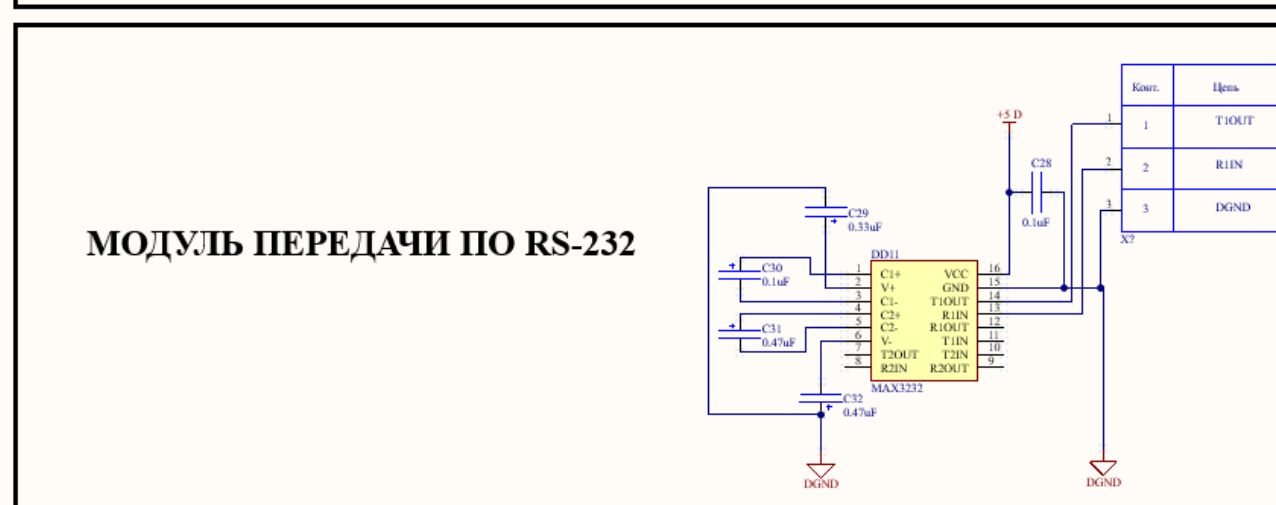 Конт. Цепь
+5 D
1 1 T1OUT
C28
2 2 R1IN
0.1uF
3 3 DGND
X?
C29
0.33uF
МОДУЛЬ ПЕРЕДАЧИ ПО RS-232
DD11
C30
0.1uF
1 C1+ VCC 16
2 V+ GND 15
3 C1- T1OUT 14
4 C2+ R1IN 13
5 C2- R1OUT 12
6 V- T1IN 11
7 T2OUT T2IN 10
8 R2IN R2OUT 9
C31
0.47uF
MAX3232
C32
0.47uF
DGND
DGND